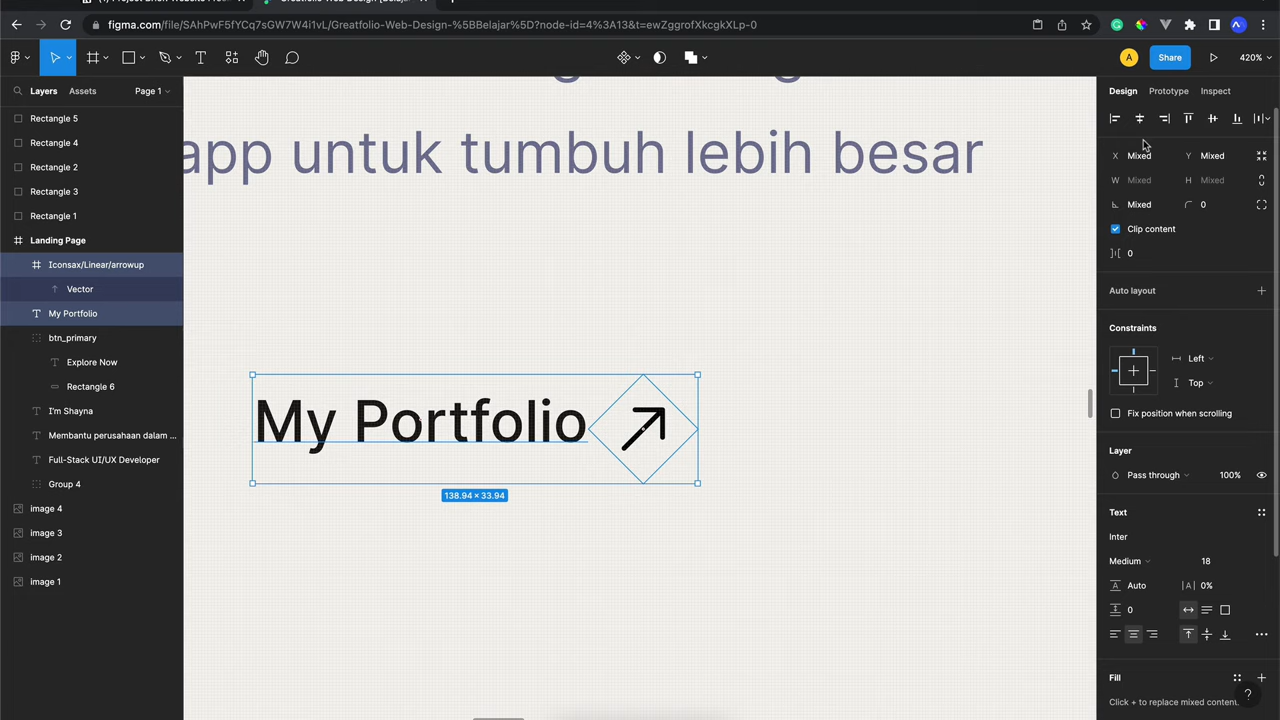 figma.com/file/SAhPwF5fYCq7sGW7W4i1vL/Greatfolio-Web-Design-%5BBelajar%5D?node-id=4%3A13&t=ewZggrofXkcgkXLp-0
A
Share
420%
Layers
Assets
Page 1
Rectangle 5
Rectangle 4
Rectangle 2
Rectangle 3
Rectangle 1
Landing Page
Iconsax/Linear/arrowup
Vector
My Portfolio
btn_primary
Explore Now
Rectangle 6
I'm Shayna
Membantu perusahaan dalam ...
Full-Stack UI/UX Developer
Group 4
image 4
image 3
image 2
image 1
app untuk tumbuh lebih besar
My Portfolio
138.94 × 33.94
Design
Prototype
Inspect
X Mixed
Y Mixed
W Mixed
H Mixed
Mixed
0
Clip content
0
Auto layout
Constraints
Left
Top
Fix position when scrolling
Layer
Pass through
100%
Text
Inter
Medium
18
Auto
0%
0
Fill
Click + to replace mixed content.
?